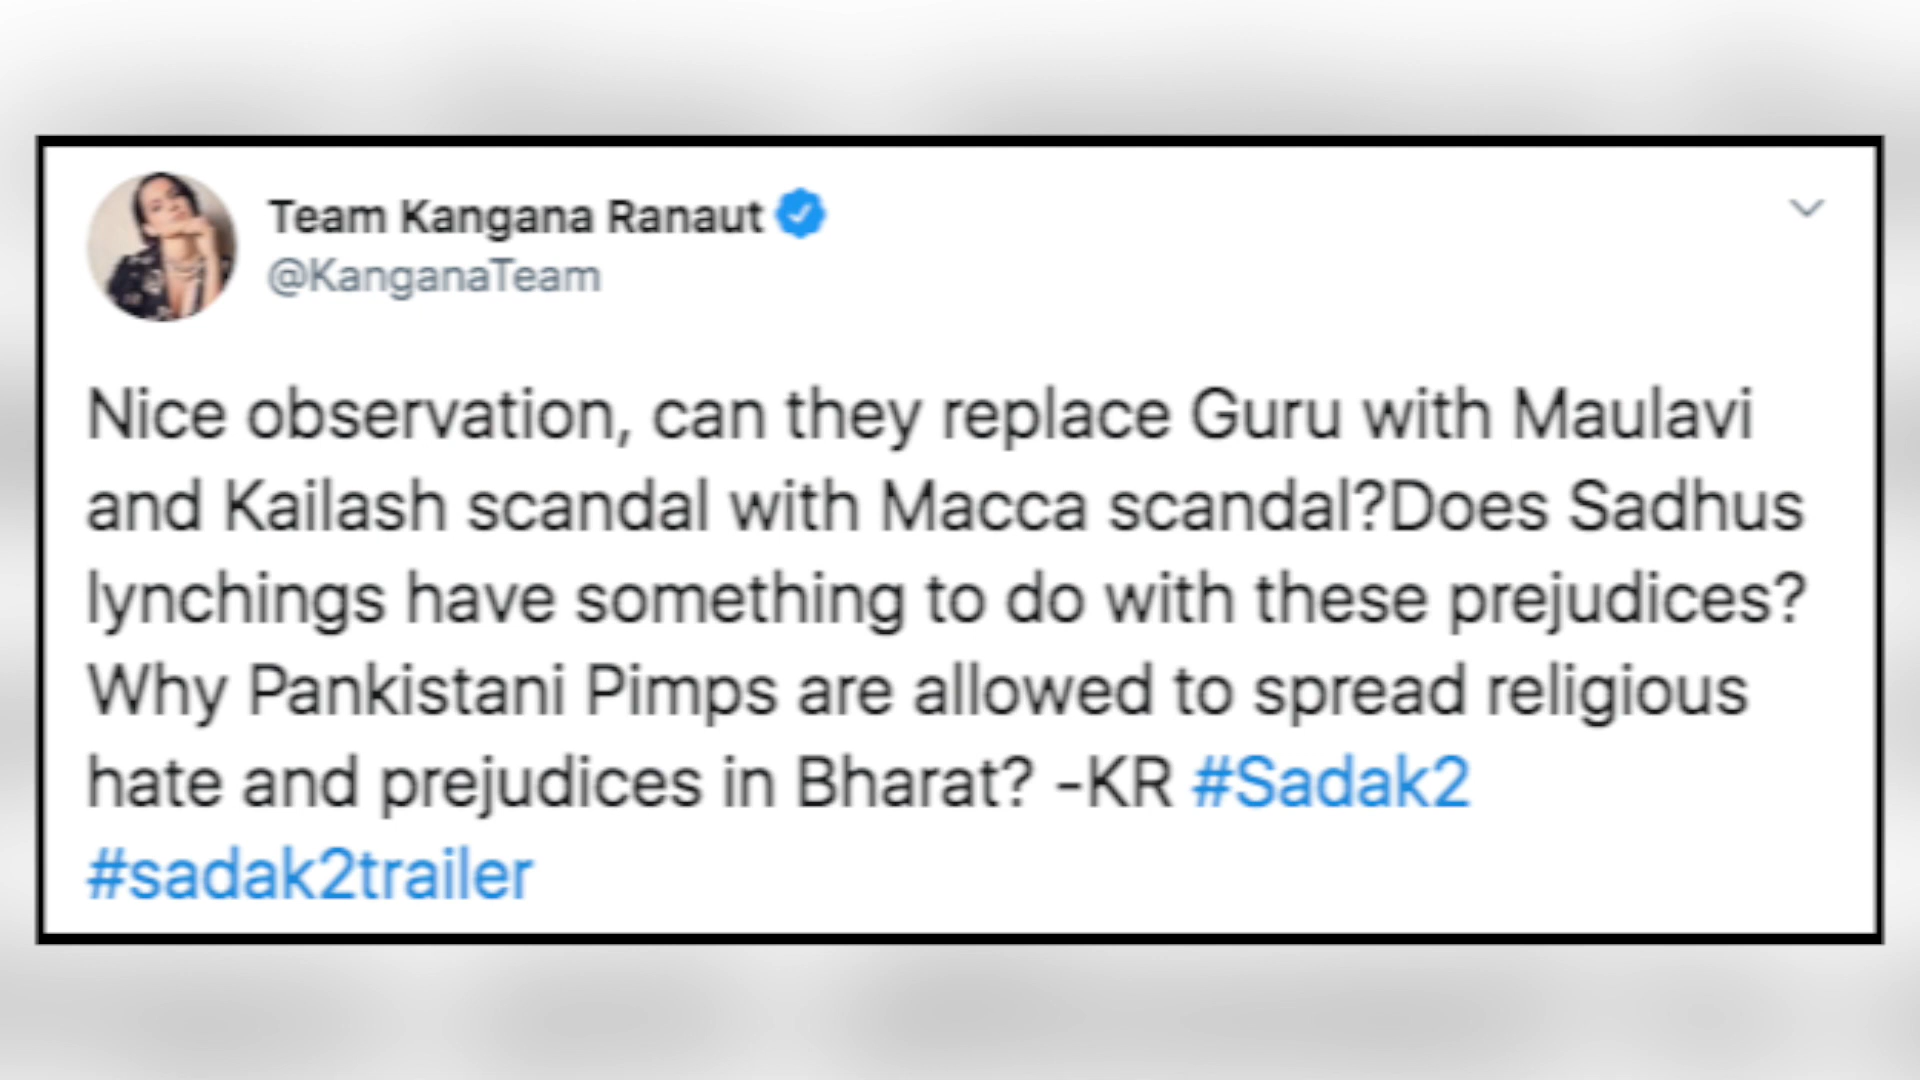 Team Kangana Ranaut
@KanganaTeam
Nice observation, can they replace Guru with Maulavi
and Kailash scandal with Macca scandal?Does Sadhus
lynchings have something to do with these prejudices?
Why Pankistani Pimps are allowed to spread religious
hate and prejudices in Bharat? -KR #Sadak2
#sadak2trailer